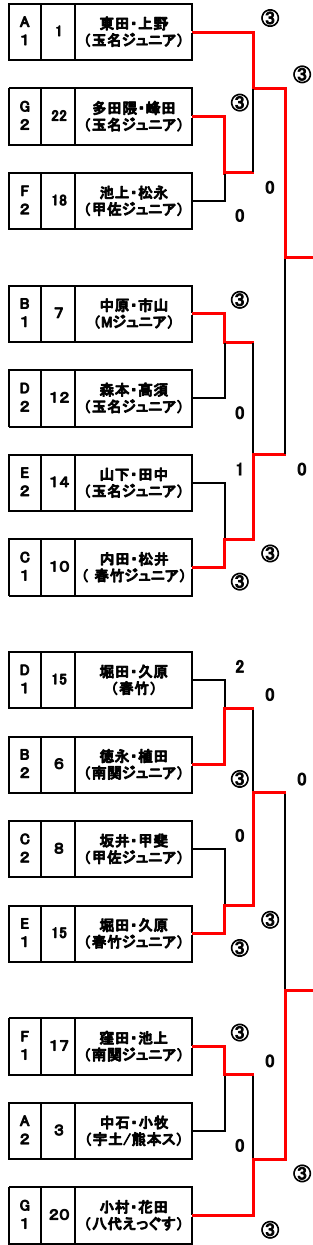 A 1 1 東田・上野
(玉名ジュニア)
G 2 22 多田隈・峰田
(玉名ジュニア)
F 2 18 池上・松永
(甲佐ジュニア)
③
③
0
0
③
B 1 7 中原・市山
(Mジュニア)
D 2 12 森本・高須
(玉名ジュニア)
E 2 14 山下・田中
(玉名ジュニア)
C 1 10 内田・松井
( 春竹ジュニア)
③
0
1
③
③
0
D 1 15 堀田・久原
(春竹)
B 2 6 徳永・植田
(南関ジュニア)
C 2 8 坂井・甲斐
(甲佐ジュニア)
E 1 15 堀田・久原
(春竹ジュニア)
2
0
③
0
③
③
0
F 1 17 窪田・池上
(南関ジュニア)
A 2 3 中石・小牧
(宇土/熊本ス)
G 1 20 小村・花田
(八代えっぐす)
③
0
0
③
③